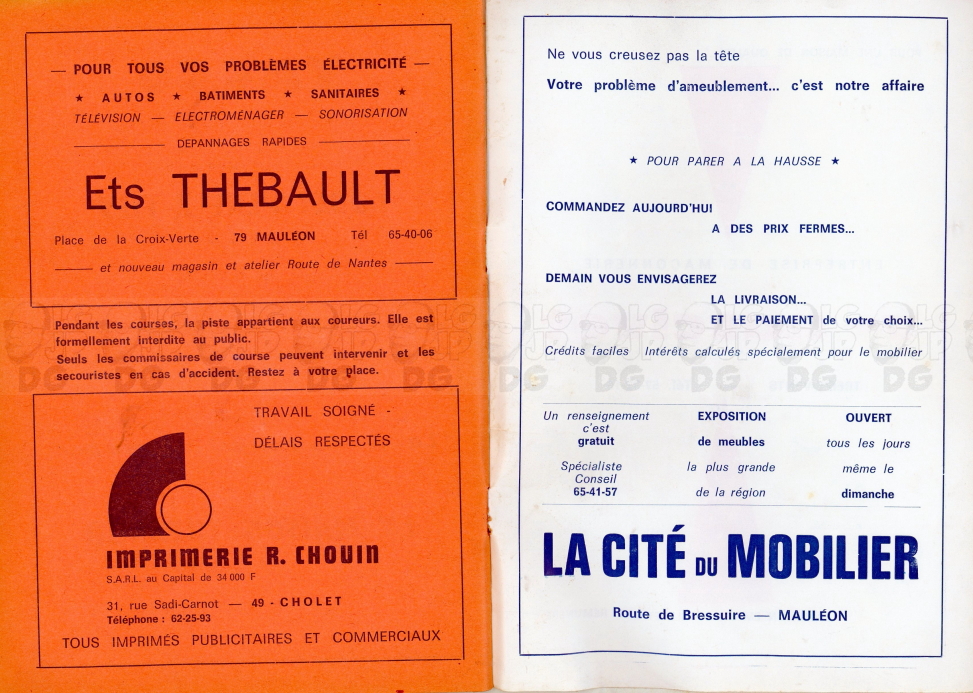 — POUR TOUS VOS PROBLÈMES ÉLECTRICITÉ —
★ AUTOS ★ BATIMENTS ★ SANITAIRES ★
TÉLÉVISION — ELECTROMÉNAGER — SONORISATION
DEPANNAGES RAPIDES
Ets THEBAULT
Place de la Croix-Verte - 79 MAULÉON Tél 65-40-06
et nouveau magasin et atelier Route de Nantes
Pendant les courses, la piste appartient aux coureurs. Elle est
formellement interdite au public.
Seuls les commissaires de course peuvent intervenir et les
secouristes en cas d'accident. Restez à votre place.
TRAVAIL SOIGNÉ -
DÉLAIS RESPECTÉS
IMPRIMERIE R. CHOUIN
S.A.R.L. au Capital de 34 000 F
31, rue Sadi-Carnot — 49 - CHOLET
Téléphone : 62-25-93
TOUS IMPRIMÉS PUBLICITAIRES ET COMMERCIAUX
Ne vous creusez pas la tête
Votre problème d'ameublement... c'est notre affaire
★ POUR PARER A LA HAUSSE ★
COMMANDEZ AUJOURD'HUI
A DES PRIX FERMES...
DEMAIN VOUS ENVISAGEREZ
LA LIVRAISON...
ET LE PAIEMENT de votre choix...
Crédits faciles Intérêts calculés spécialement pour le mobilier
Un renseignement
c'est
gratuit
Spécialiste
Conseil
65-41-57
EXPOSITION
de meubles
la plus grande
de la région
OUVERT
tous les jours
même le
dimanche
LA CITÉ DU MOBILIER
Route de Bressuire — MAULÉON